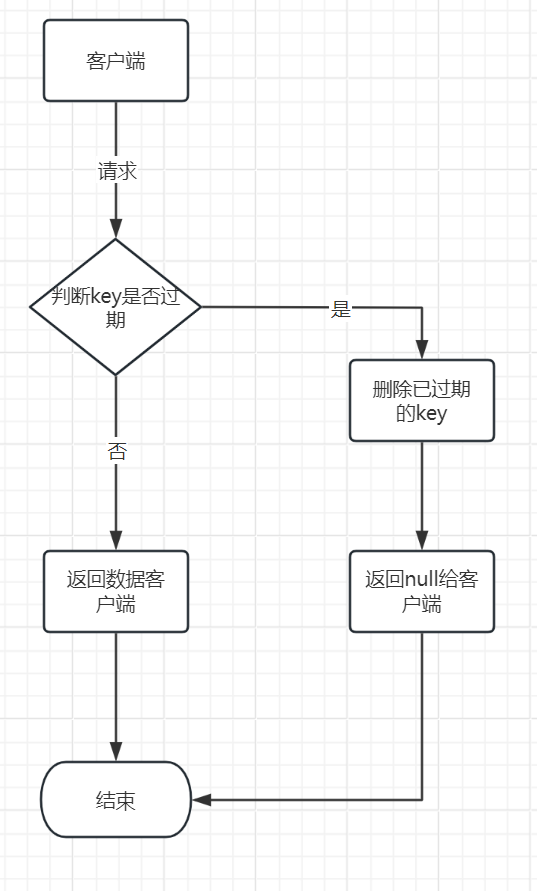 客户端
请求
判断key是否过
期
是
删除已过期
的key
否
返回数据客
户端
返回null给客
户端
结束